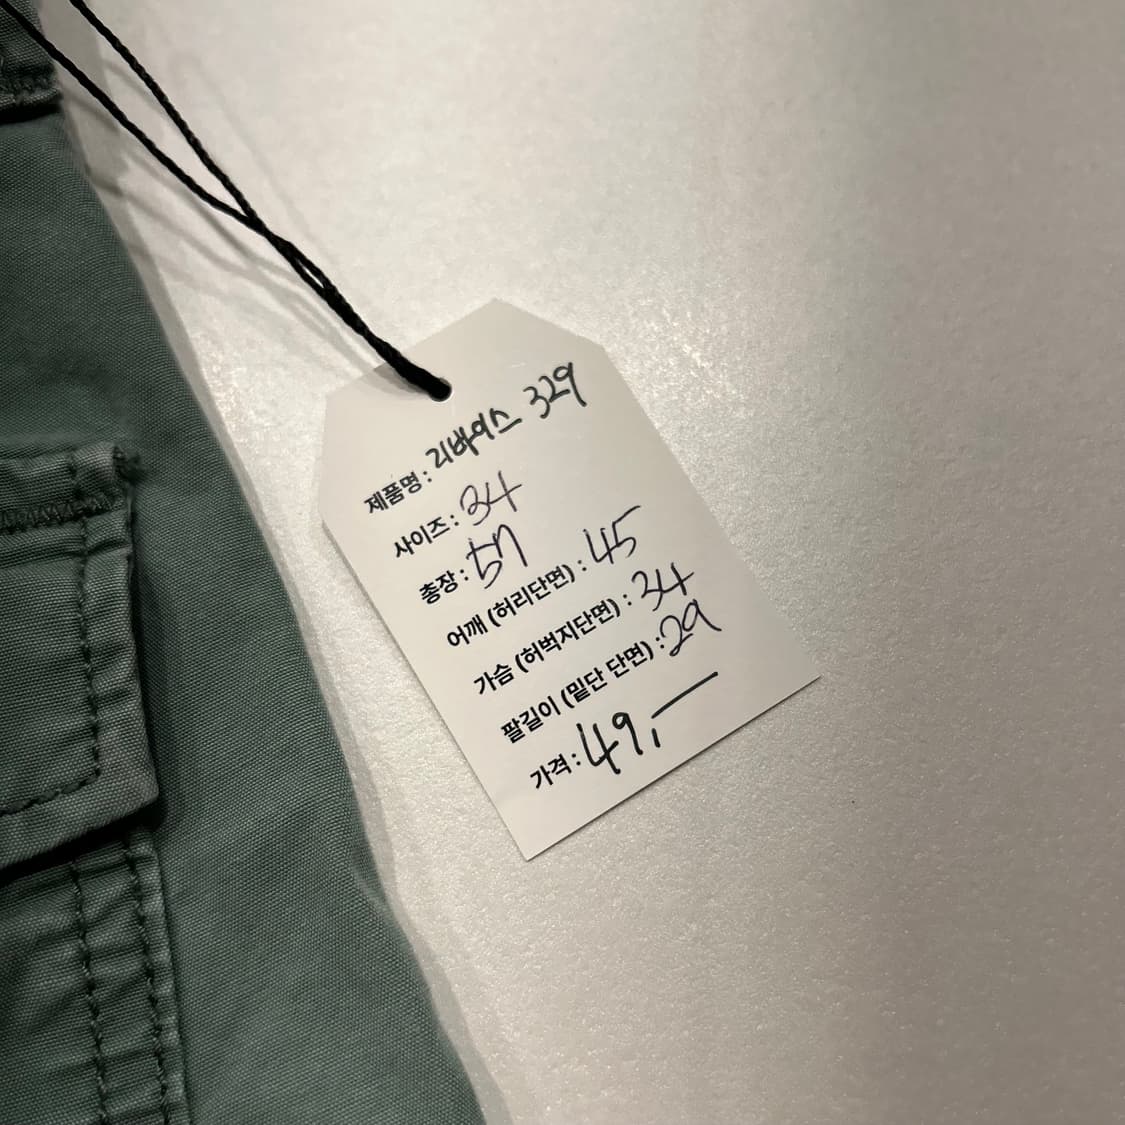 제품명 : 리바이스 329
사이즈 : 34
총장 : 57
어깨 (허리단면) : 45
가슴 (허벅지단면) : 34
팔길이 (밑단 단면) : 29
가격 : 49,—